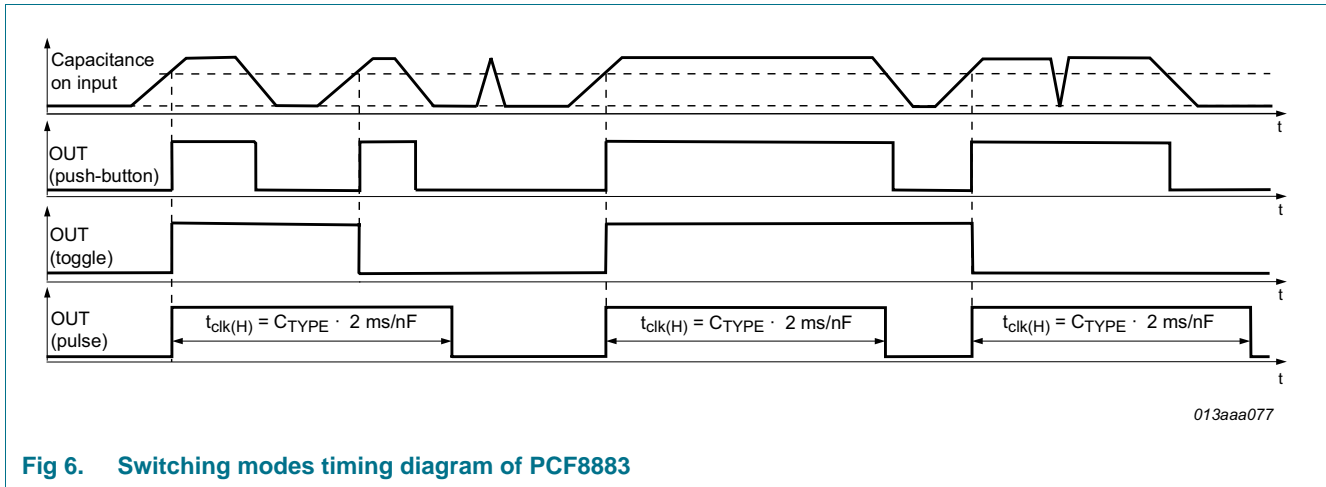 Capacitance
on input
t
OUT
(push-button)
t
OUT
(toggle)
t
OUT
(pulse)
tclk(H) = CTYPE · 2 ms/nF
tclk(H) = CTYPE · 2 ms/nF
tclk(H) = CTYPE · 2 ms/nF
t
013aaa077
Fig 6. Switching modes timing diagram of PCF8883